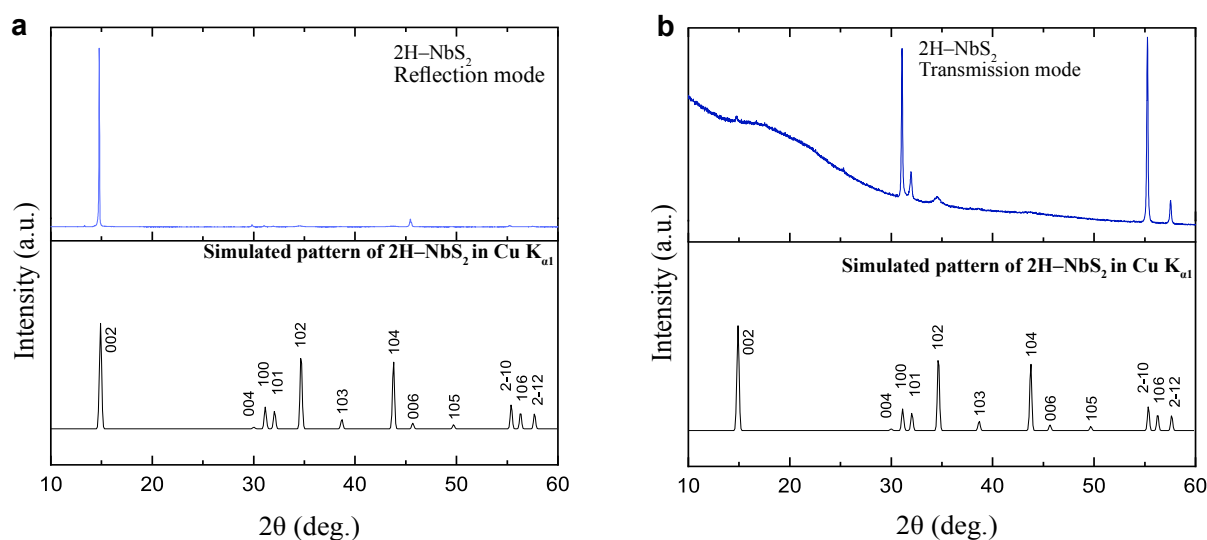 a
2H–NbS2
Reflection mode
Simulated pattern of 2H–NbS2 in Cu Kα1
002
004
100
101
102
103
104
006
105
2-10
106
2-12
Intensity (a.u.)
10 20 30 40 50 60
2θ (deg.)
b
2H–NbS2
Transmission mode
Simulated pattern of 2H–NbS2 in Cu Kα1
002
004
100
101
102
103
104
006
105
2-10
106
2-12
Intensity (a.u.)
10 20 30 40 50 60
2θ (deg.)